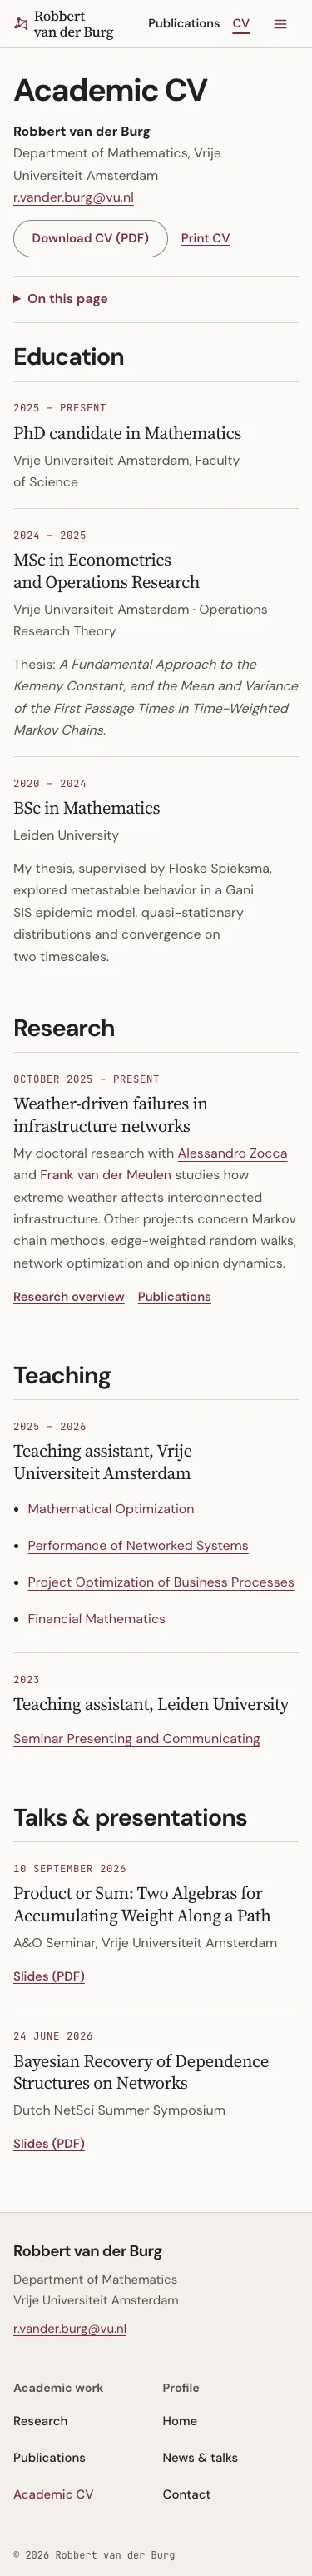 Robbert
van der Burg
Publications
CV
Academic CV
Robbert van der Burg
Department of Mathematics, Vrije
Universiteit Amsterdam
r.vander.burg@vu.nl
Download CV (PDF)
Print CV
On this page
Education
2025 – PRESENT
PhD candidate in Mathematics
Vrije Universiteit Amsterdam, Faculty
of Science
2024 – 2025
MSc in Econometrics
and Operations Research
Vrije Universiteit Amsterdam · Operations
Research Theory
Thesis: A Fundamental Approach to the
Kemeny Constant, and the Mean and Variance
of the First Passage Times in Time-Weighted
Markov Chains.
2020 – 2024
BSc in Mathematics
Leiden University
My thesis, supervised by Floske Spieksma,
explored metastable behavior in a Gani
SIS epidemic model, quasi-stationary
distributions and convergence on
two timescales.
Research
OCTOBER 2025 – PRESENT
Weather-driven failures in
infrastructure networks
My doctoral research with Alessandro Zocca
and Frank van der Meulen studies how
extreme weather affects interconnected
infrastructure. Other projects concern Markov
chain methods, edge-weighted random walks,
network optimization and opinion dynamics.
Research overview
Publications
Teaching
2025 – 2026
Teaching assistant, Vrije
Universiteit Amsterdam
• Mathematical Optimization
• Performance of Networked Systems
• Project Optimization of Business Processes
• Financial Mathematics
2023
Teaching assistant, Leiden University
Seminar Presenting and Communicating
Talks & presentations
10 SEPTEMBER 2026
Product or Sum: Two Algebras for
Accumulating Weight Along a Path
A&O Seminar, Vrije Universiteit Amsterdam
Slides (PDF)
24 JUNE 2026
Bayesian Recovery of Dependence
Structures on Networks
Dutch NetSci Summer Symposium
Slides (PDF)
Robbert van der Burg
Department of Mathematics
Vrije Universiteit Amsterdam
r.vander.burg@vu.nl
Academic work
Research
Publications
Academic CV
Profile
Home
News & talks
Contact
© 2026 Robbert van der Burg